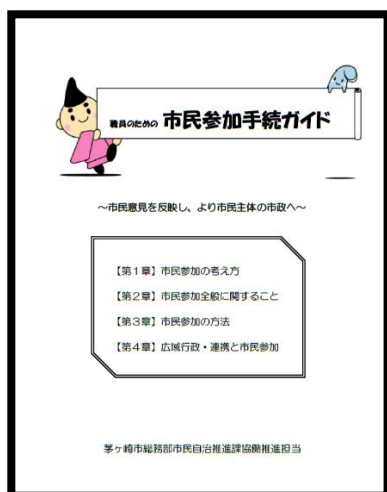 職員のための 市民参加手続ガイド
～市民意見を反映し、より市民主体の市政へ～
【第1章】市民参加の考え方
【第2章】市民参加全般に関すること
【第3章】市民参加の方法
【第4章】広域行政・連携と市民参加
茅ヶ崎市総務部市民自治推進課協働推進担当